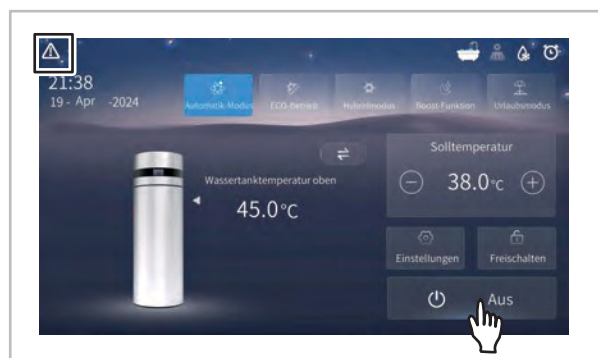 21:38
19 - Apr -2024
Automatik-Modus
ECO-Betrieb
Hybridmodus
Boost-Funktion
Urlaubsmodus
Wassertanktemperatur oben
45.0°C
Solltemperatur
38.0°C
Einstellungen
Freischalten
Aus